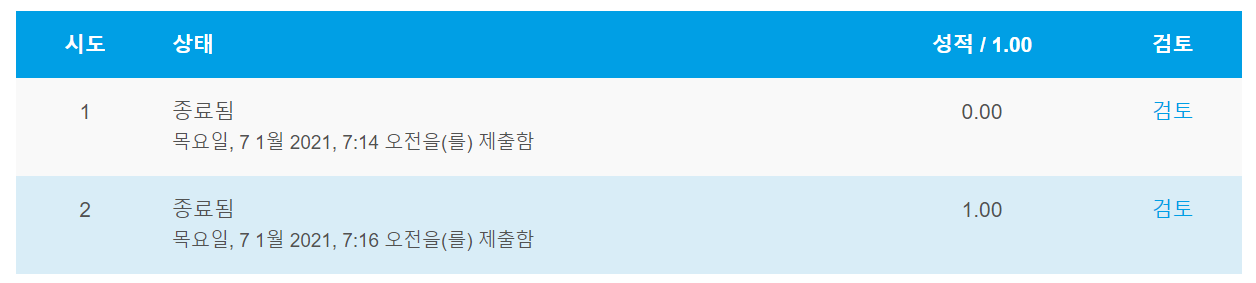 시도 상태 성적 / 1.00 검토
1 종료됨 0.00 검토
목요일, 7 1월 2021, 7:14 오전을(를) 제출함
2 종료됨 1.00 검토
목요일, 7 1월 2021, 7:16 오전을(를) 제출함